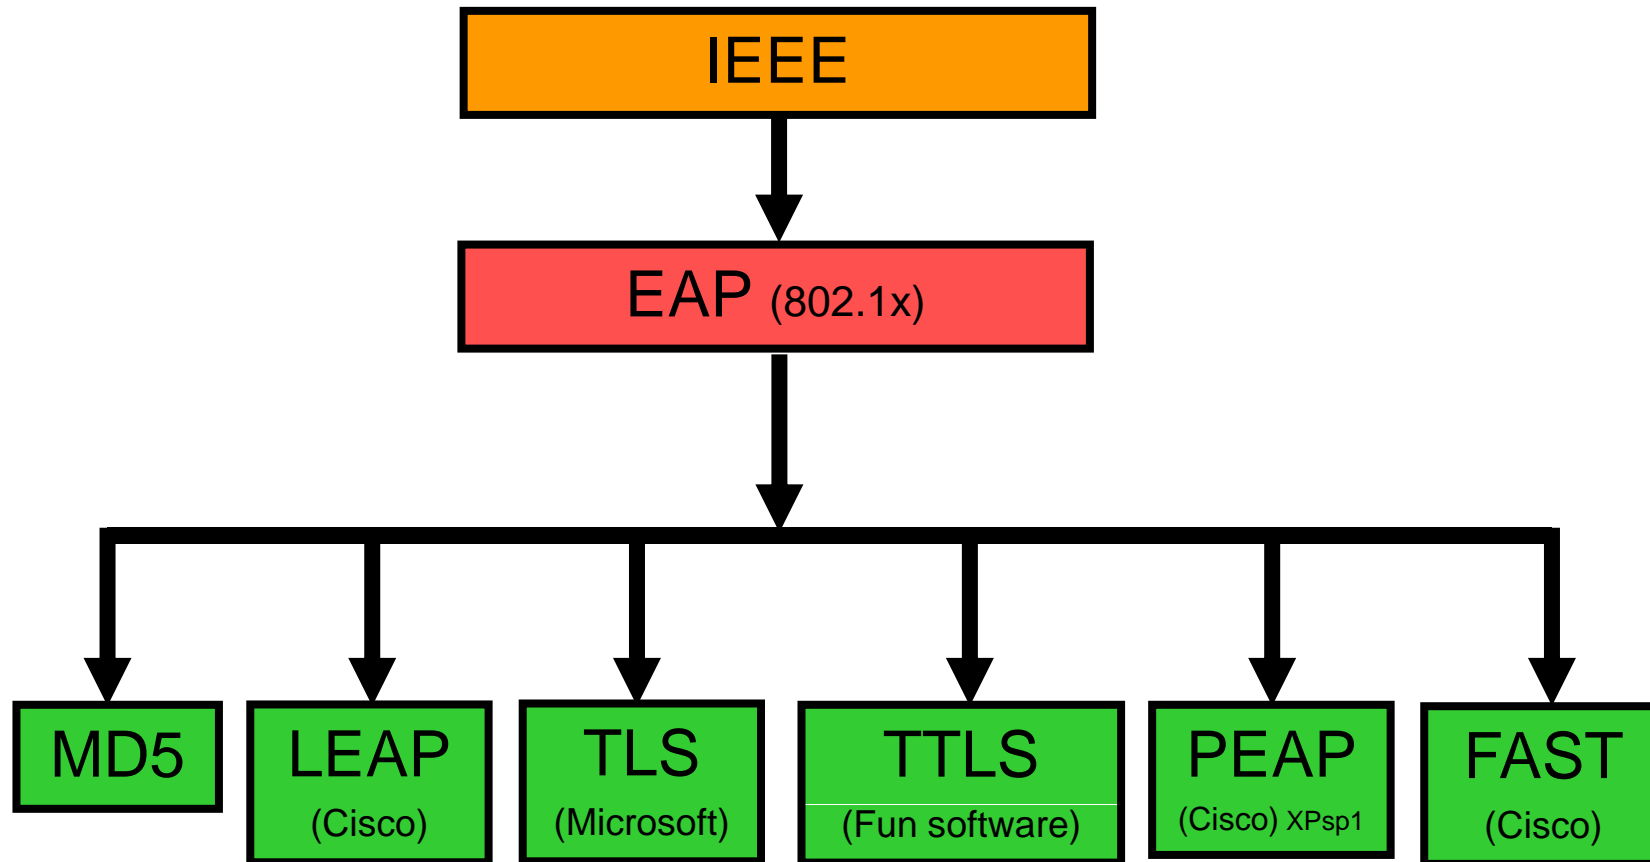 IEEE
EAP (802.1x)
MD5
LEAP
(Cisco)
TLS
(Microsoft)
TTLS
(Fun software)
PEAP
(Cisco) XPsp1
FAST
(Cisco)